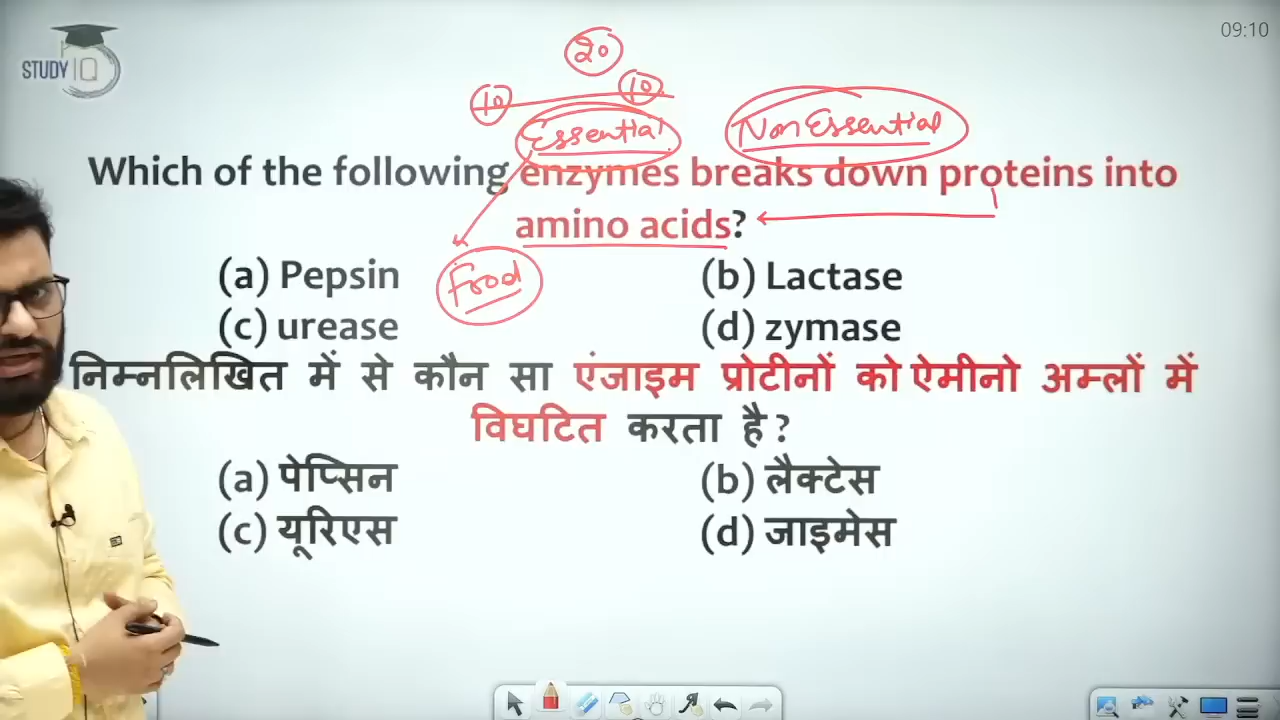 STUDY IQ
09:10
20
10 10
Essential Non Essential
Which of the following enzymes breaks down proteins into
amino acids?
(a) Pepsin Food (b) Lactase
(c) urease (d) zymase
निम्नलिखित में से कौन सा एंजाइम प्रोटीनों को ऐमीनो अम्लों में
विघटित करता है ?
(a) पेप्सिन (b) लैक्टेस
(c) यूरिएस (d) जाइमेस